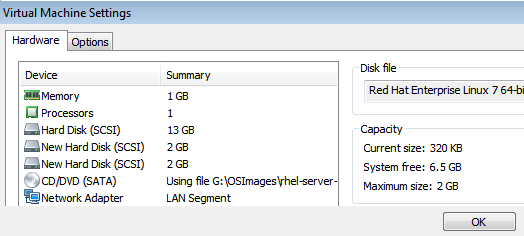 Virtual Machine Settings
Hardware Options
Device Summary
Memory 1 GB
Processors 1
Hard Disk (SCSI) 13 GB
New Hard Disk (SCSI) 2 GB
New Hard Disk (SCSI) 2 GB
CD/DVD (SATA) Using file G:\OSImages\rhel-server-
Network Adapter LAN Segment
Disk file
Red Hat Enterprise Linux 7 64-bi
Capacity
Current size: 320 KB
System free: 6.5 GB
Maximum size: 2 GB
OK